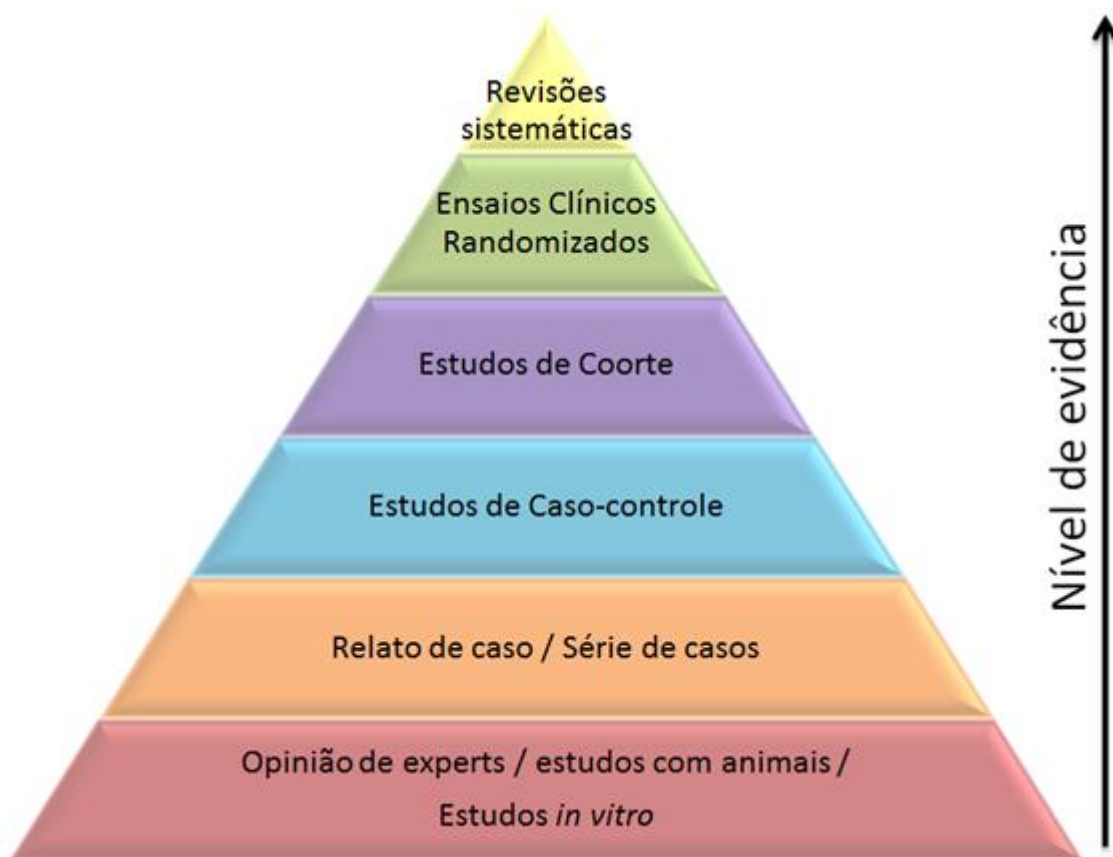 Revisões
sistemáticas
Ensaios Clínicos
Randomizados
Estudos de Coorte
Estudos de Caso-controle
Relato de caso / Série de casos
Opinião de experts / estudos com animais /
Estudos in vitro
Nível de evidência